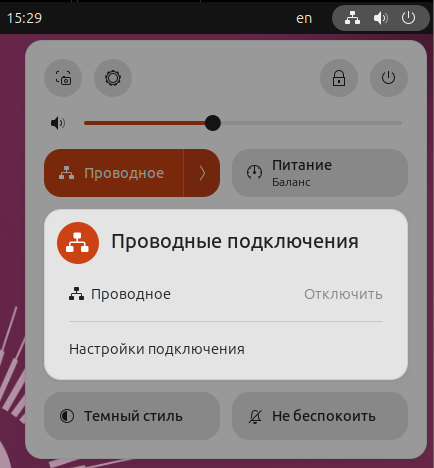 15:29
en
Проводное
Питание
Баланс
Проводные подключения
Проводное
Отключить
Настройки подключения
Темный стиль
Не беспокоить